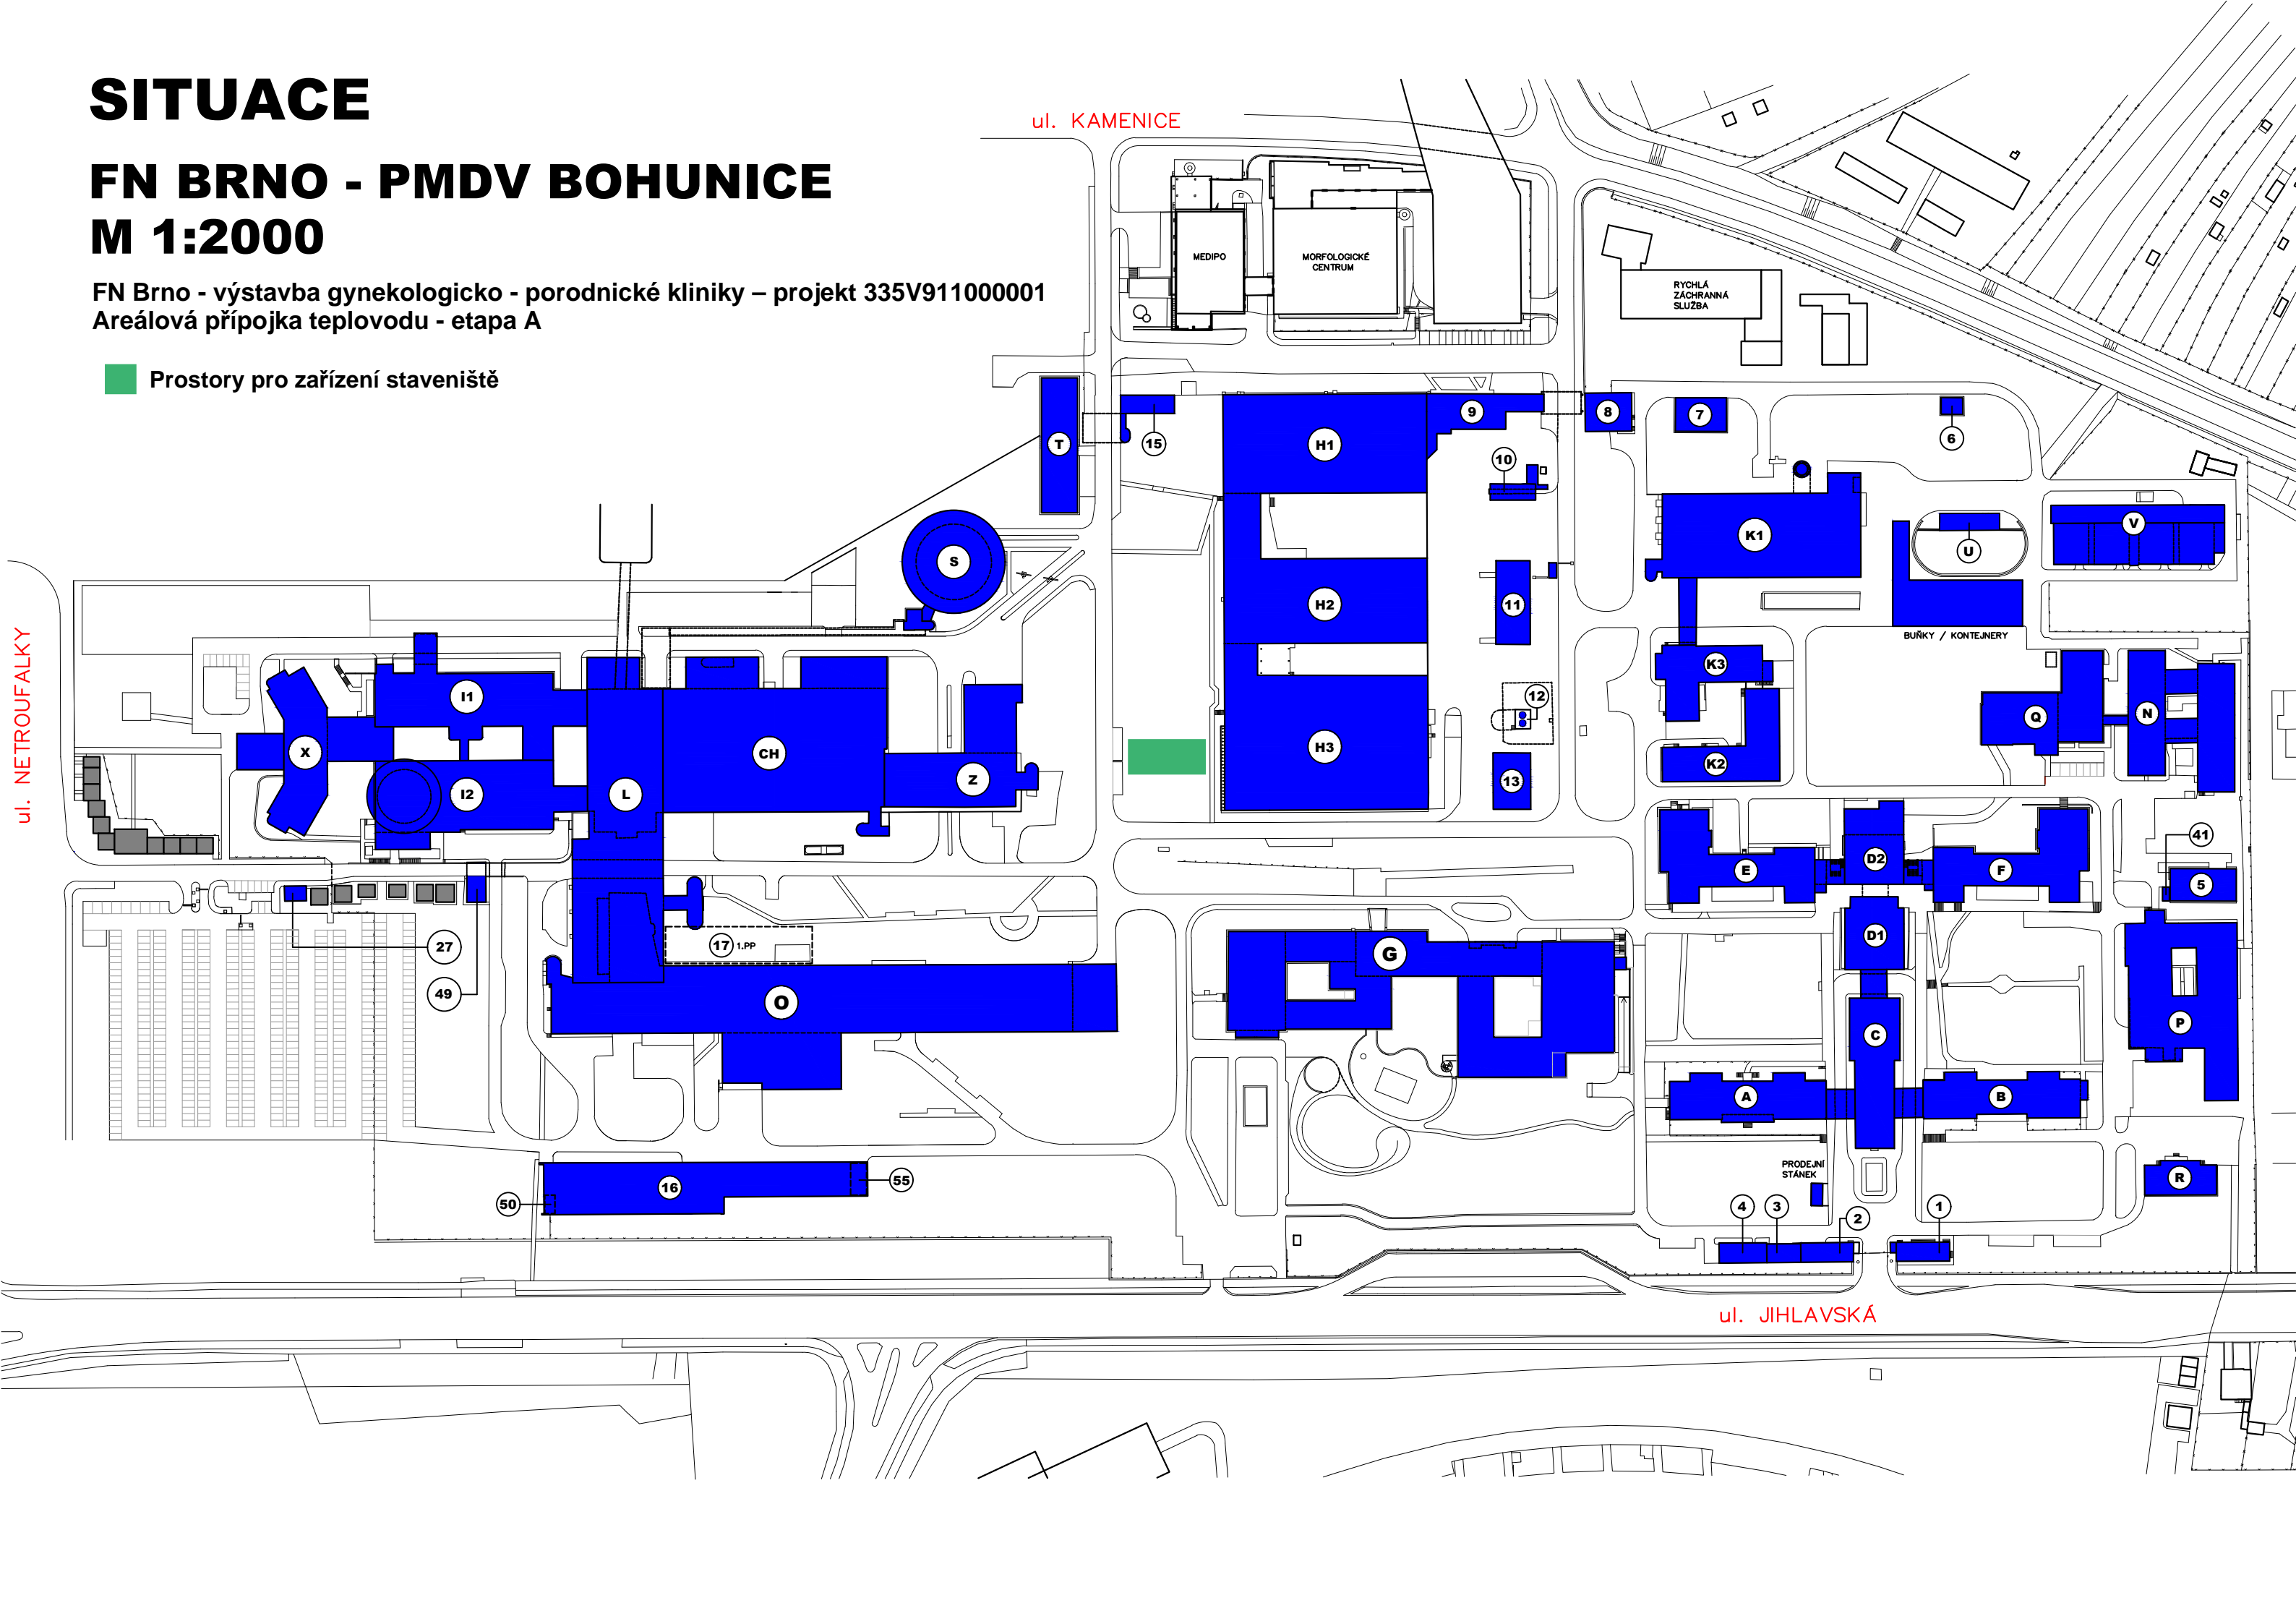 SITUACE
FN BRNO - PMDV BOHUNICE
M 1:2000
FN Brno - výstavba gynekologicko - porodnické kliniky – projekt 335V911000001
Areálová přípojka teplovodu - etapa A
Prostory pro zařízení staveniště
ul. KAMENICE
MEDIPO
MORFOLOGICKÉ
CENTRUM
RYCHLÁ
ZÁCHRANNÁ
SLUŽBA
T
15
H1
9
8
7
6
10
S
K1
U
V
H2
11
BUŇKY / KONTEJNERY
ul. NETROUFALKY
K3
I1
12
Q
N
X
CH
H3
K2
Z
I2
L
13
41
D2
E
F
5
27
17 1.PP
D1
G
49
O
P
C
A
B
PRODEJNÍ
STÁNEK
R
16
55
50
4
3
2
1
ul. JIHLAVSKÁ